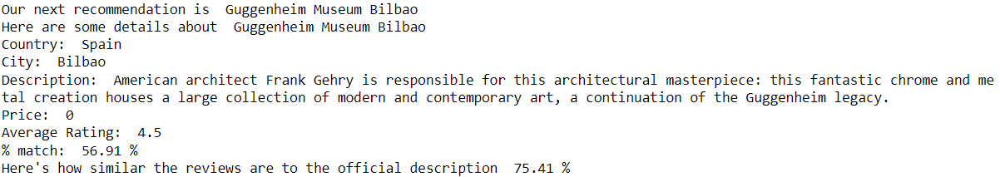 Our next recommendation is  Guggenheim Museum Bilbao
Here are some details about  Guggenheim Museum Bilbao
Country:  Spain
City:  Bilbao
Description:  American architect Frank Gehry is responsible for this architectural masterpiece: this fantastic chrome and me
tal creation houses a large collection of modern and contemporary art, a continuation of the Guggenheim legacy.
Price:  0
Average Rating:  4.5
% match:  56.91 %
Here's how similar the reviews are to the official description  75.41 %